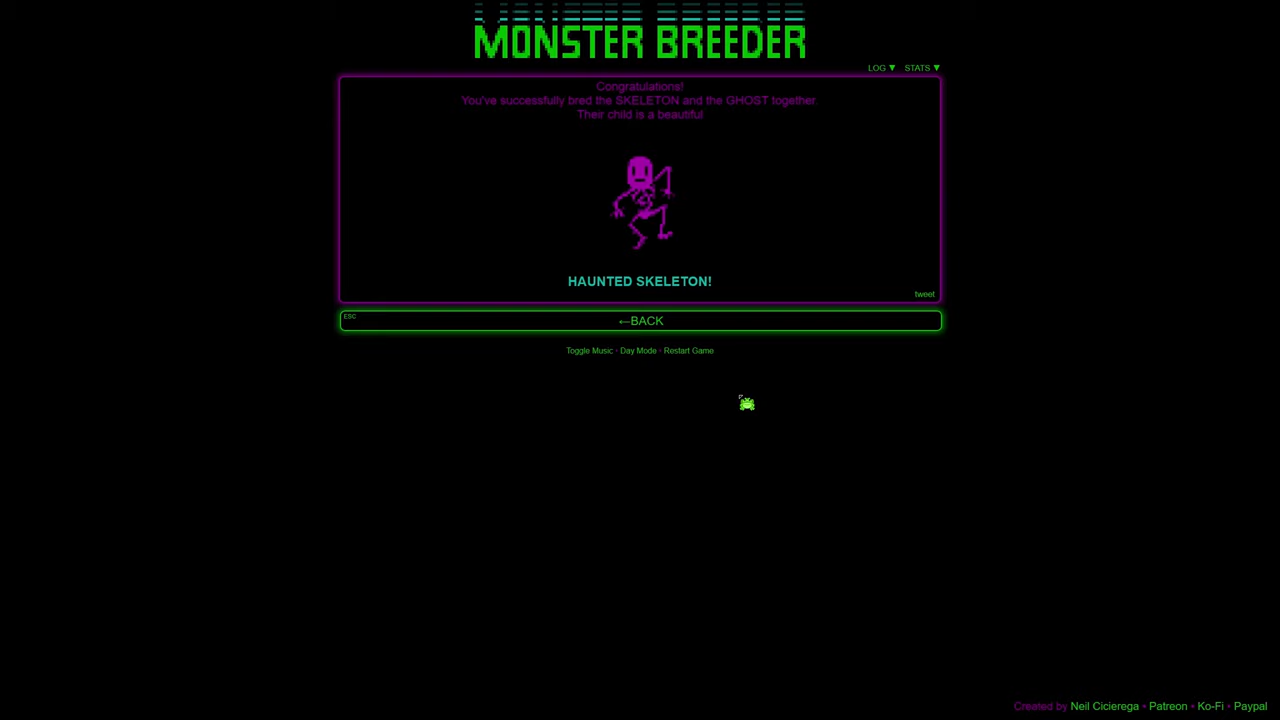 MONSTER BREEDER
LOG ▼ STATS ▼
Congratulations!
You've successfully bred the SKELETON and the GHOST together.
Their child is a beautiful
HAUNTED SKELETON!
tweet
ESC
←BACK
Toggle Music · Day Mode · Restart Game
Created by Neil Cicierega • Patreon • Ko-Fi • Paypal